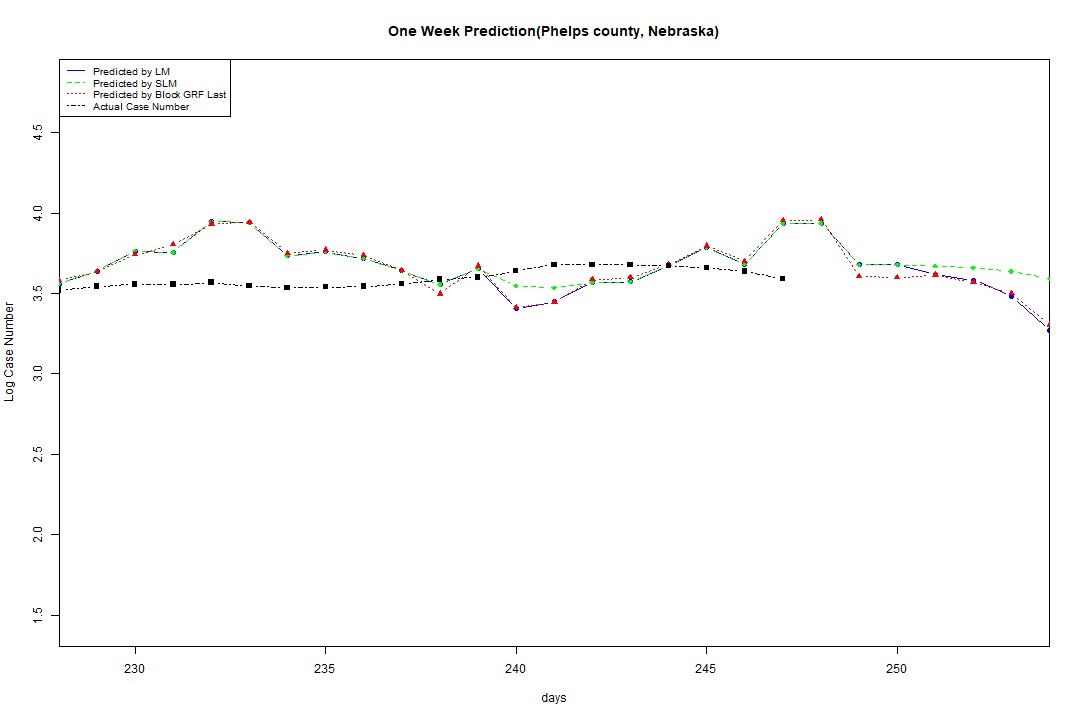 One Week Prediction(Phelps county, Nebraska)
Predicted by LM
Predicted by SLM
Predicted by Block GRF Last
Actual Case Number
4.5
4.0
3.5
3.0
2.5
2.0
1.5
Log Case Number
230 235 240 245 250
days